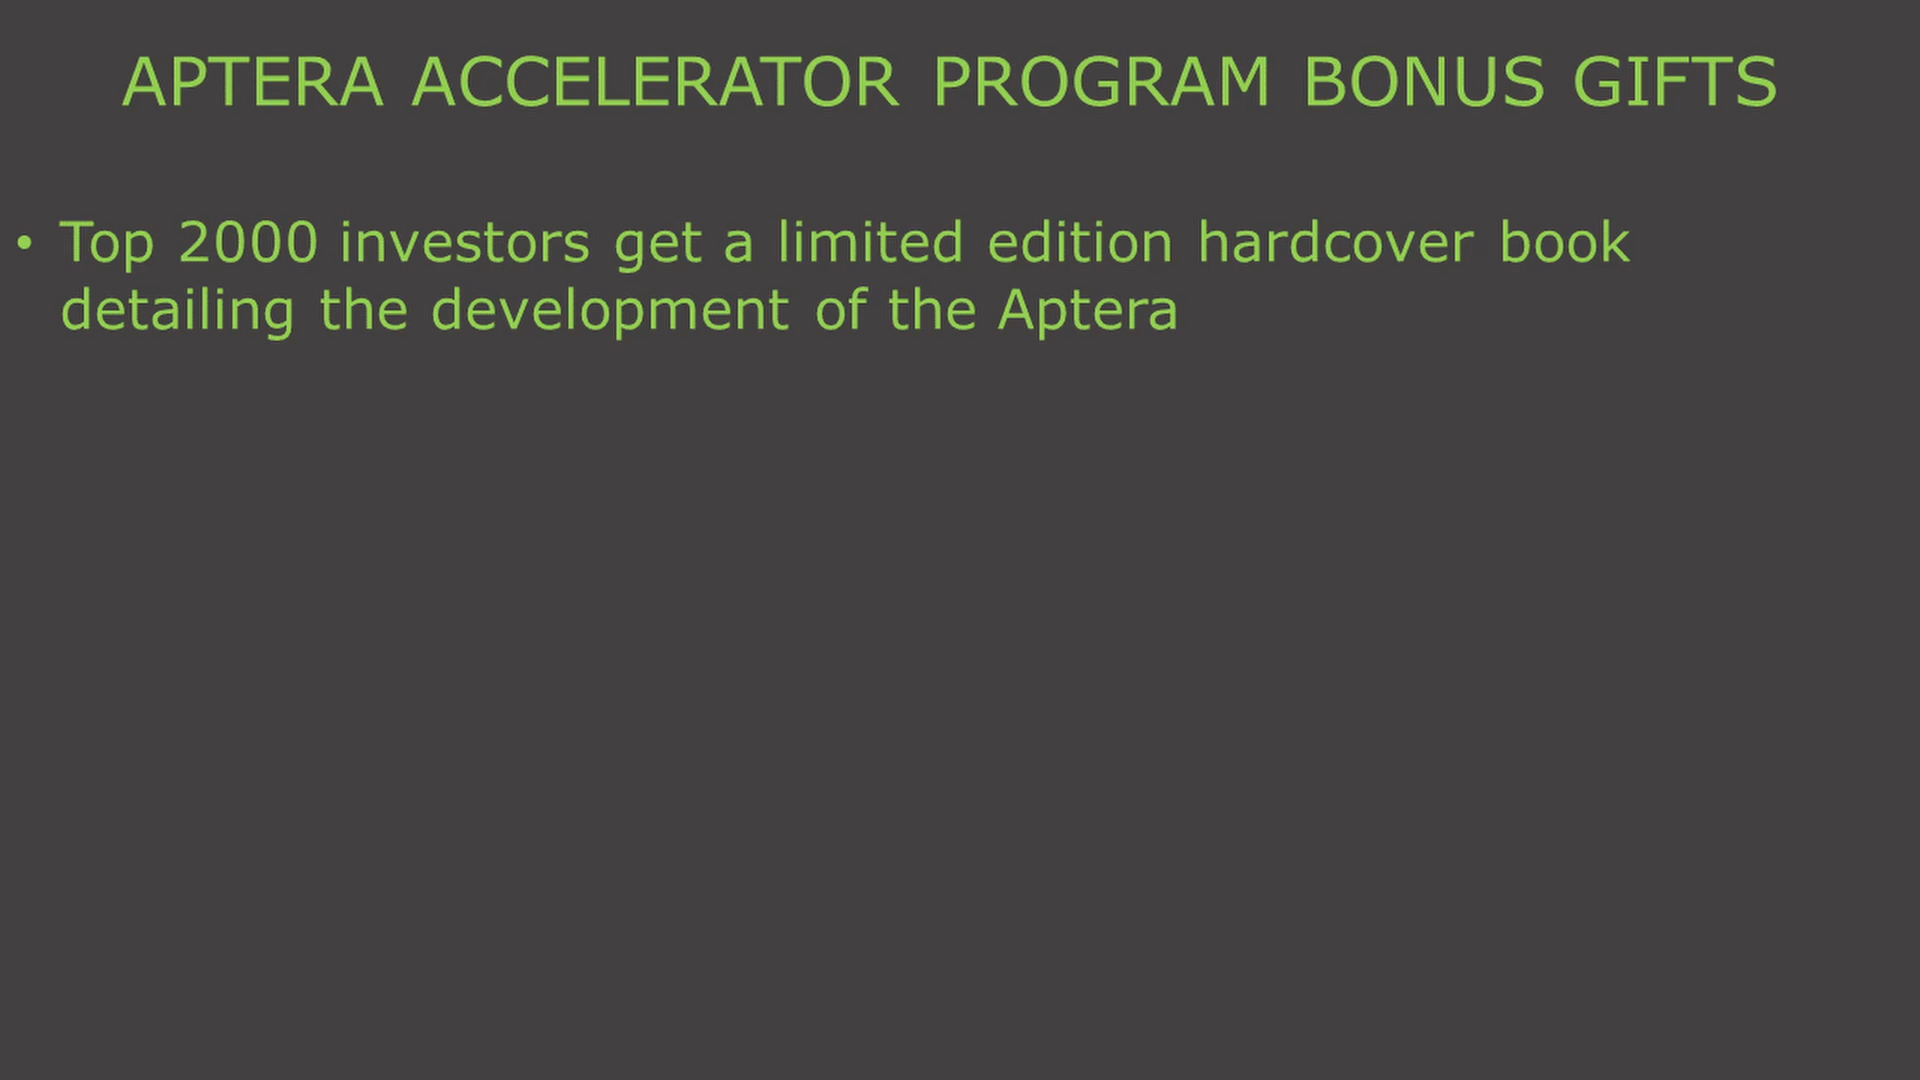 APTERA ACCELERATOR PROGRAM BONUS GIFTS
• Top 2000 investors get a limited edition hardcover book
detailing the development of the Aptera